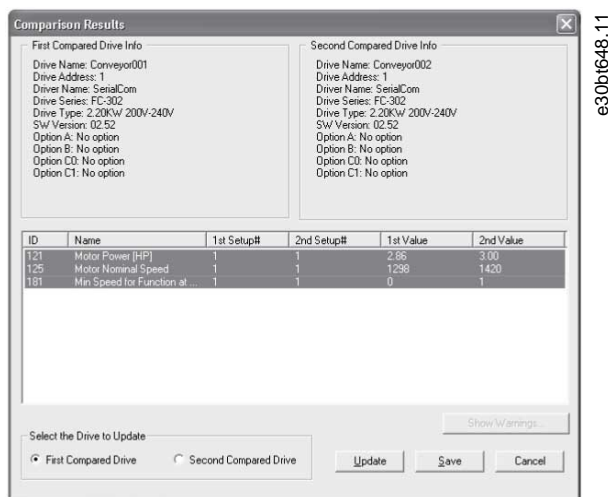 Comparison Results
First Compared Drive Info
Drive Name: Conveyor001
Drive Address: 1
Driver Name: SerialCom
Drive Series: FC-302
Drive Type: 2.20KW 200V-240V
SW Version: 02.52
Option A: No option
Option B: No option
Option C0: No option
Option C1: No option
Second Compared Drive Info
Drive Name: Conveyor002
Drive Address: 1
Driver Name: SerialCom
Drive Series: FC-302
Drive Type: 2.20KW 200V-240V
SW Version: 02.52
Option A: No option
Option B: No option
Option C0: No option
Option C1: No option
ID Name 1st Setup# 2nd Setup# 1st Value 2nd Value
121 Motor Power [HP] 1 1 2.86 3.00
125 Motor Nominal Speed 1 1 1298 1420
181 Min Speed for Function at ... 1 1 0 1
Show Warnings...
Select the Drive to Update
First Compared Drive Second Compared Drive
Update Save Cancel
e30bt648.11